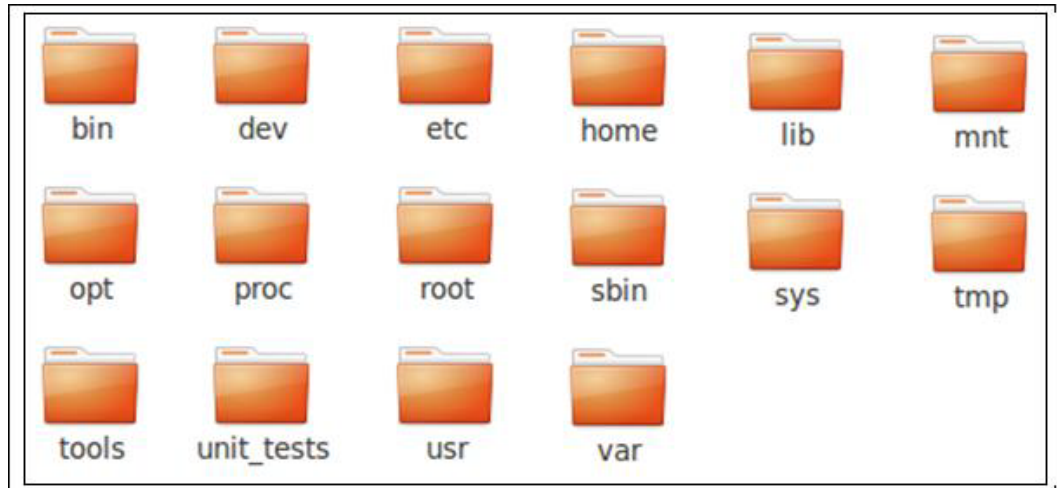 bin dev etc home lib mnt
opt proc root sbin sys tmp
tools unit_tests usr var